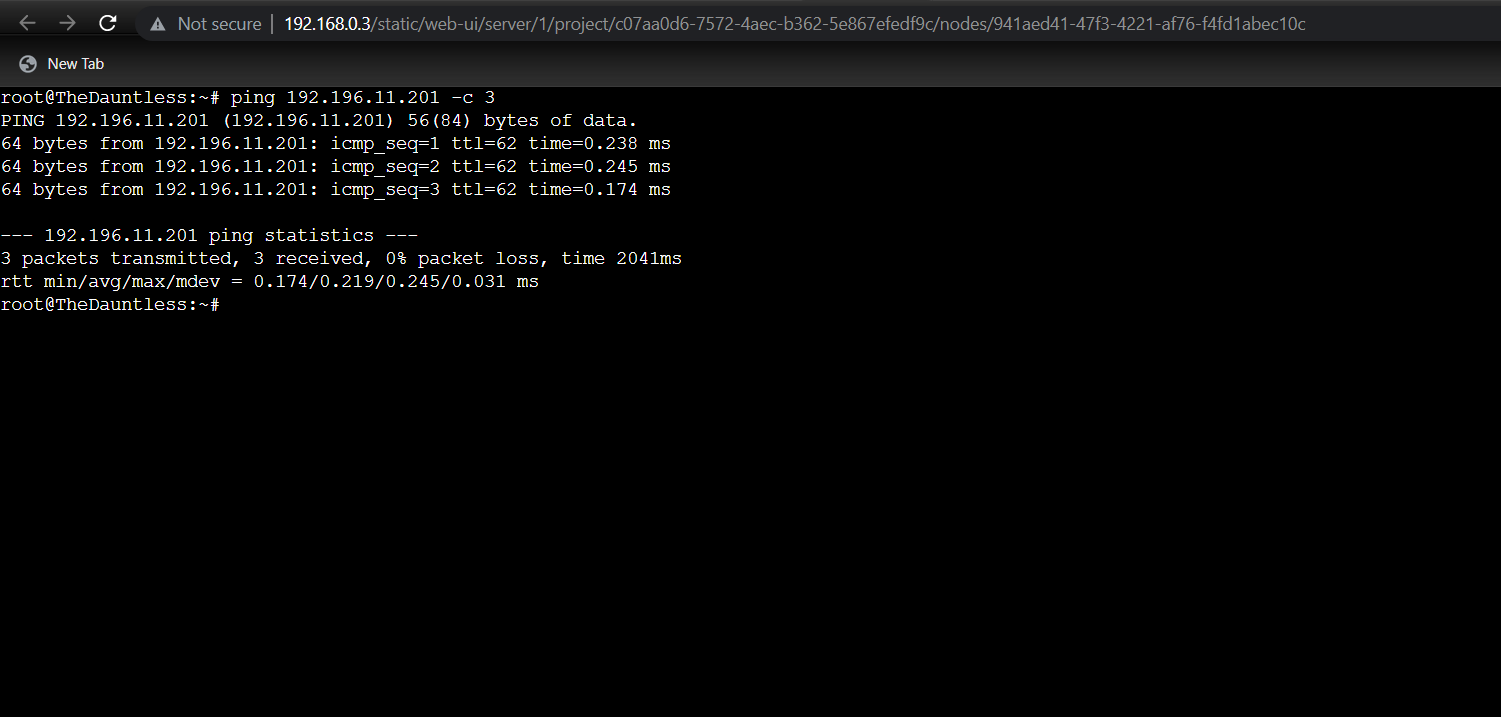 Not secure | 192.168.0.3/static/web-ui/server/1/project/c07aa0d6-7572-4aec-b362-5e867efedf9c/nodes/941aed41-47f3-4221-af76-f4fd1abec10c
New Tab
root@TheDauntless:~# ping 192.196.11.201 -c 3
PING 192.196.11.201 (192.196.11.201) 56(84) bytes of data.
64 bytes from 192.196.11.201: icmp_seq=1 ttl=62 time=0.238 ms
64 bytes from 192.196.11.201: icmp_seq=2 ttl=62 time=0.245 ms
64 bytes from 192.196.11.201: icmp_seq=3 ttl=62 time=0.174 ms
--- 192.196.11.201 ping statistics ---
3 packets transmitted, 3 received, 0% packet loss, time 2041ms
rtt min/avg/max/mdev = 0.174/0.219/0.245/0.031 ms
root@TheDauntless:~#